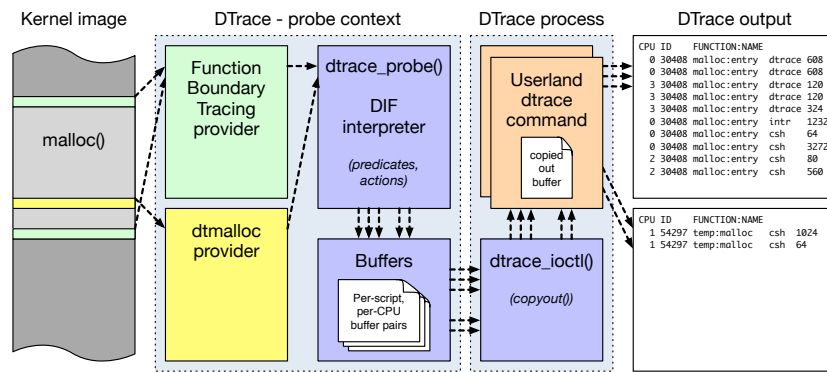 Kernel image
DTrace - probe context
DTrace process
DTrace output
malloc()
Function
Boundary
Tracing
provider
dtmalloc
provider
dtrace_probe()
DIF
interpreter
(predicates,
actions)
Buffers
Per-script,
per-CPU
buffer pairs
Userland
dtrace
command
copied
out
buffer
dtrace_ioctl()
(copyout())
CPU ID FUNCTION:NAME
0 30408 malloc:entry dtrace 608
0 30408 malloc:entry dtrace 608
3 30408 malloc:entry dtrace 120
3 30408 malloc:entry dtrace 120
3 30408 malloc:entry dtrace 324
0 30408 malloc:entry intr 1232
0 30408 malloc:entry csh 64
0 30408 malloc:entry csh 3272
2 30408 malloc:entry csh 80
2 30408 malloc:entry csh 560
CPU ID FUNCTION:NAME
1 54297 temp:malloc csh 1024
1 54297 temp:malloc csh 64